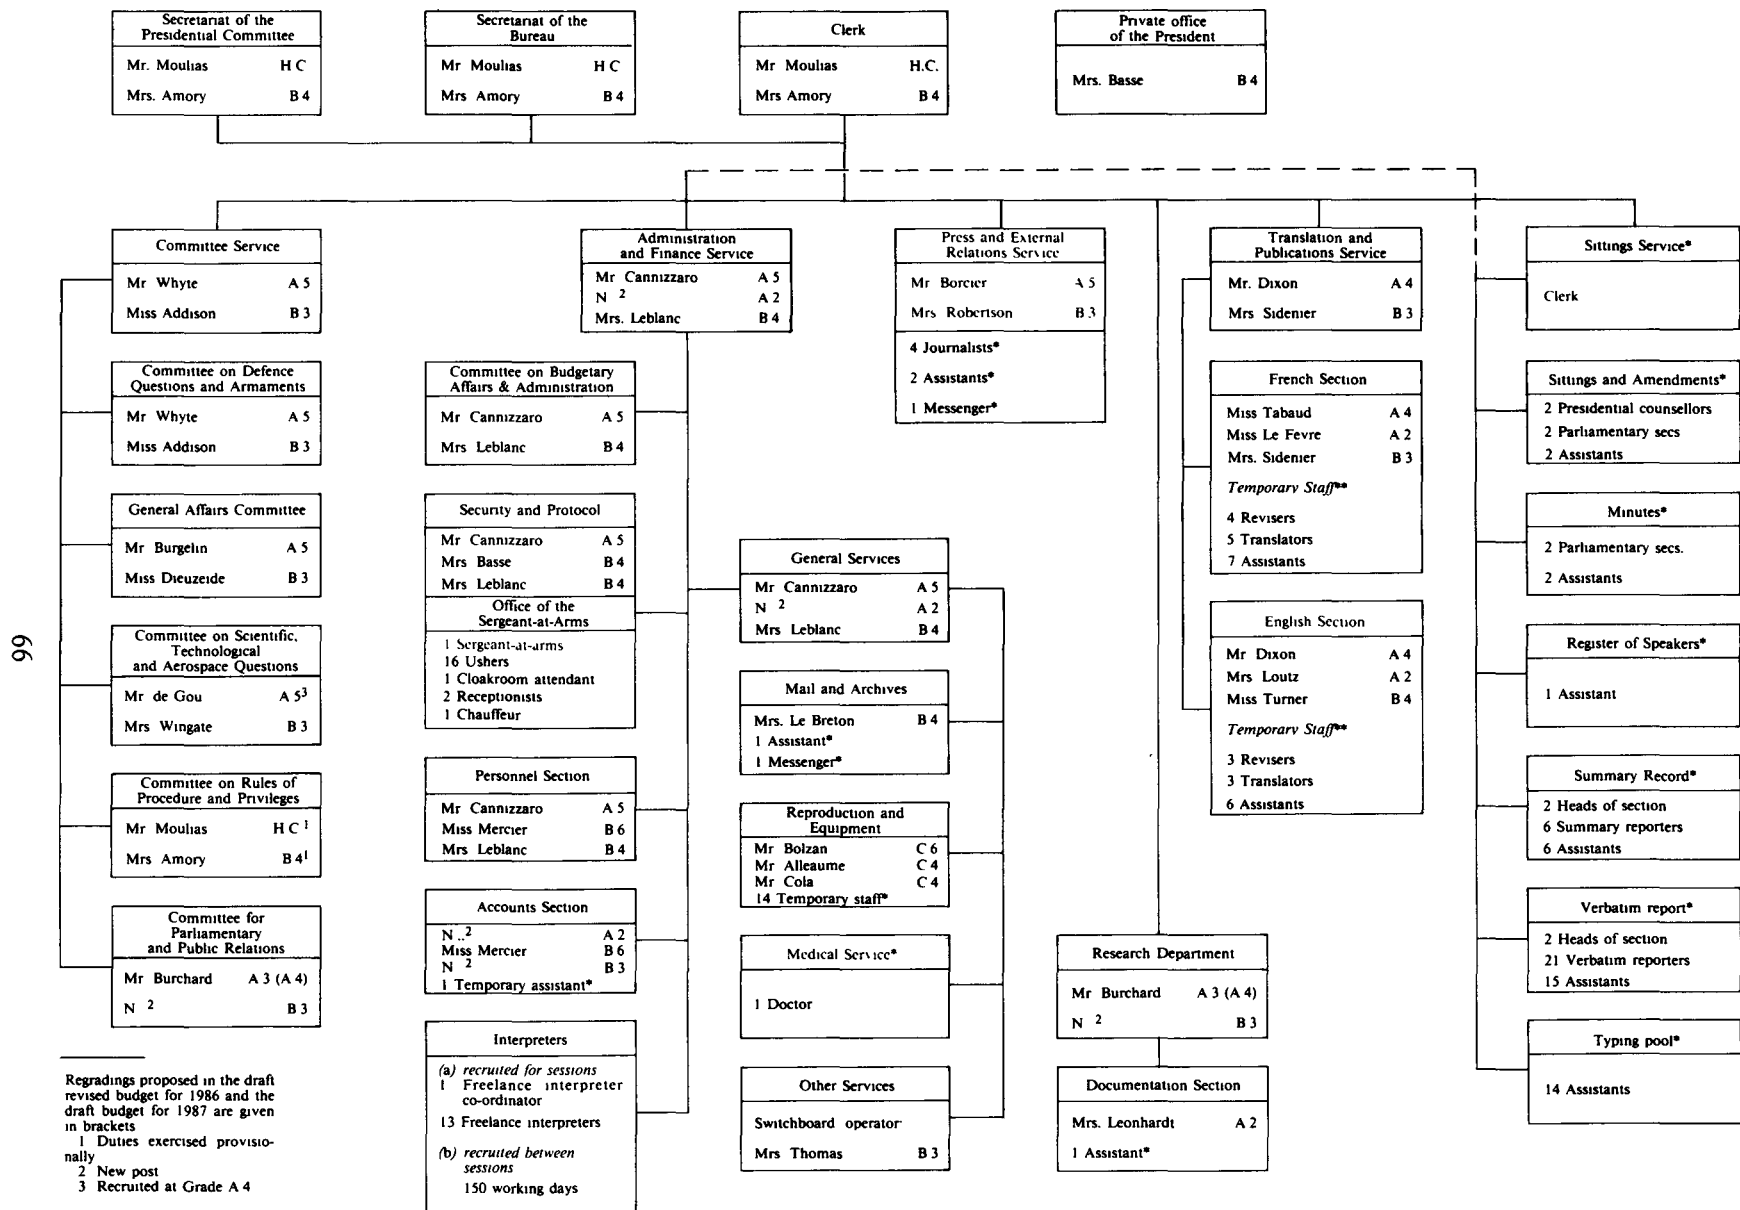 Secretariat of the
Presidential Committee
Mr. Moulias H C
Mrs. Amory B 4
Secretariat of the
Bureau
Mr Moulias H C
Mrs Amory B 4
Clerk
Mr Moulias H.C.
Mrs Amory B 4
Private office
of the President
Mrs. Basse B 4
Committee Service
Mr Whyte A 5
Miss Addison B 3
Committee on Defence
Questions and Armaments
Mr Whyte A 5
Miss Addison B 3
General Affairs Committee
Mr Burgelin A 5
Miss Dieuzeide B 3
Committee on Scientific,
Technological
and Aerospace Questions
Mr de Gou A 5³
Mrs Wingate B 3
Committee on Rules of
Procedure and Privileges
Mr Moulias H C ¹
Mrs Amory B 4¹
Committee for
Parliamentary
and Public Relations
Mr Burchard A 3 (A 4)
N ² B 3
Administration
and Finance Service
Mr Cannizzaro A 5
N ² A 2
Mrs. Leblanc B 4
Committee on Budgetary
Affairs & Administration
Mr Cannizzaro A 5
Mrs Leblanc B 4
Security and Protocol
Mr Cannizzaro A 5
Mrs Basse B 4
Mrs Leblanc B 4
Office of the
Sergeant-at-Arms
1 Sergeant-at-arms
16 Ushers
1 Cloakroom attendant
2 Receptionists
1 Chauffeur
Personnel Section
Mr Cannizzaro A 5
Miss Mercier B 6
Mrs Leblanc B 4
Accounts Section
N ..² A 2
Miss Mercier B 6
N ² B 3
1 Temporary assistant*
Interpreters
(a) recruited for sessions
1 Freelance interpreter
co-ordinator
13 Freelance interpreters
(b) recruited between
sessions
150 working days
General Services
Mr Cannizzaro A 5
N ² A 2
Mrs Leblanc B 4
Mail and Archives
Mrs. Le Breton B 4
1 Assistant*
1 Messenger*
Reproduction and
Equipment
Mr Bolzan C 6
Mr Alleaume C 4
Mr Cola C 4
14 Temporary staff*
Medical Service*
1 Doctor
Other Services
Switchboard operator
Mrs Thomas B 3
Press and External
Relations Service
Mr Borcier A 5
Mrs Robertson B 3
4 Journalists*
2 Assistants*
1 Messenger*
Research Department
Mr Burchard A 3 (A 4)
N ² B 3
Documentation Section
Mrs. Leonhardt A 2
1 Assistant*
Translation and
Publications Service
Mr. Dixon A 4
Mrs Sidenier B 3
French Section
Miss Tabaud A 4
Miss Le Fevre A 2
Mrs. Sidenier B 3
Temporary Staff**
4 Revisers
5 Translators
7 Assistants
English Section
Mr Dixon A 4
Mrs Loutz A 2
Miss Turner B 4
Temporary Staff**
3 Revisers
3 Translators
6 Assistants
Sittings Service*
Clerk
Sittings and Amendments*
2 Presidential counsellors
2 Parliamentary secs
2 Assistants
Minutes*
2 Parliamentary secs.
2 Assistants
Register of Speakers*
1 Assistant
Summary Record*
2 Heads of section
6 Summary reporters
6 Assistants
Verbatim report*
2 Heads of section
21 Verbatim reporters
15 Assistants
Typing pool*
14 Assistants
Regradings proposed in the draft
revised budget for 1986 and the
draft budget for 1987 are given
in brackets
1 Duties exercised provisio-
nally
2 New post
3 Recruited at Grade A 4
66